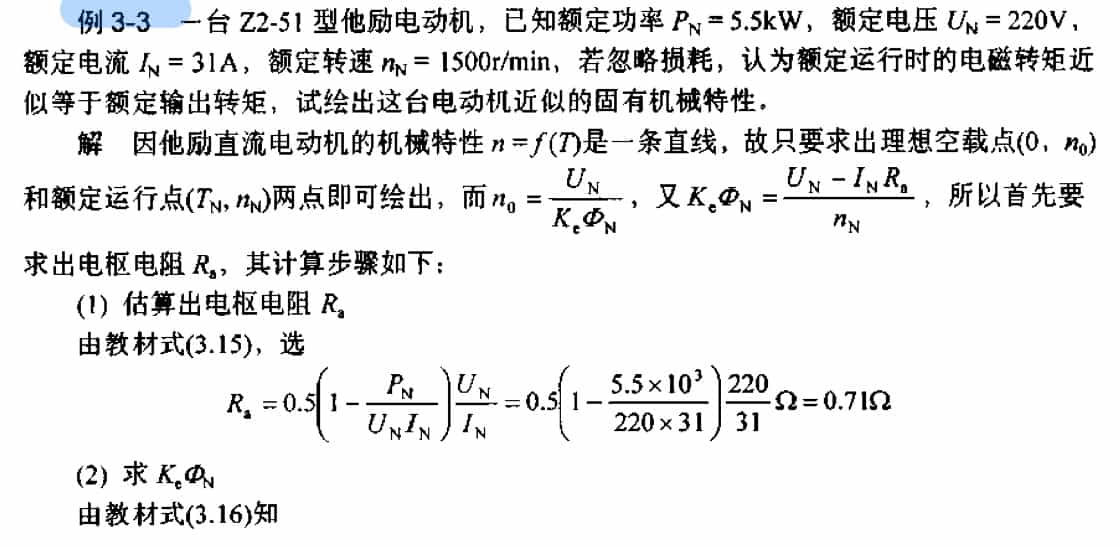 例 3-3 一台 Z2-51 型他励电动机，已知额定功率 P_N = 5.5kW，额定电压 U_N = 220V，
额定电流 I_N = 31A，额定转速 n_N = 1500r/min，若忽略损耗，认为额定运行时的电磁转矩近
似等于额定输出转矩，试绘出这台电动机近似的固有机械特性。
解 因他励直流电动机的机械特性 n = f(T)是一条直线，故只要求出理想空载点(0，n_0)
和额定运行点(T_N, n_N)两点即可绘出，而 n_0 = \frac{U_N}{K_eΦ_N}，又 K_eΦ_N = \frac{U_N - I_N R_a}{n_N}，所以首先要
求出电枢电阻 R_a，其计算步骤如下：
(1) 估算出电枢电阻 R_a
由教材式(3.15)，选
R_a = 0.5\left(1 - \frac{P_N}{U_N I_N}\right)\frac{U_N}{I_N} = 0.5\left(1 - \frac{5.5×10^3}{220×31}\right)\frac{220}{31}Ω = 0.71Ω
(2) 求 K_eΦ_N
由教材式(3.16)知